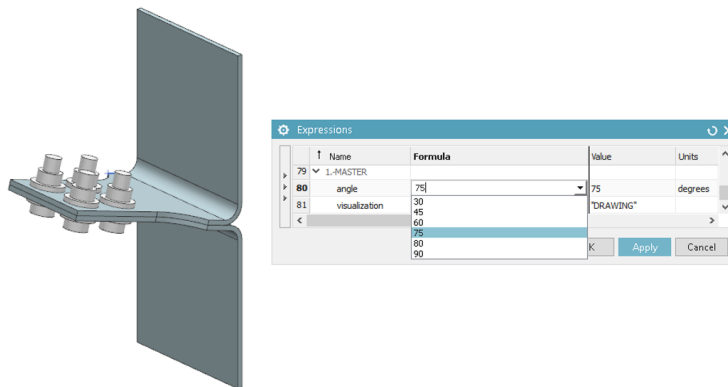 Expressions
↑ Name Formula Value Units
79 1.-MASTER
80 angle 75 75 degrees
81 visualization "DRAWING"
30
45
60
75
80
90
K Apply Cancel